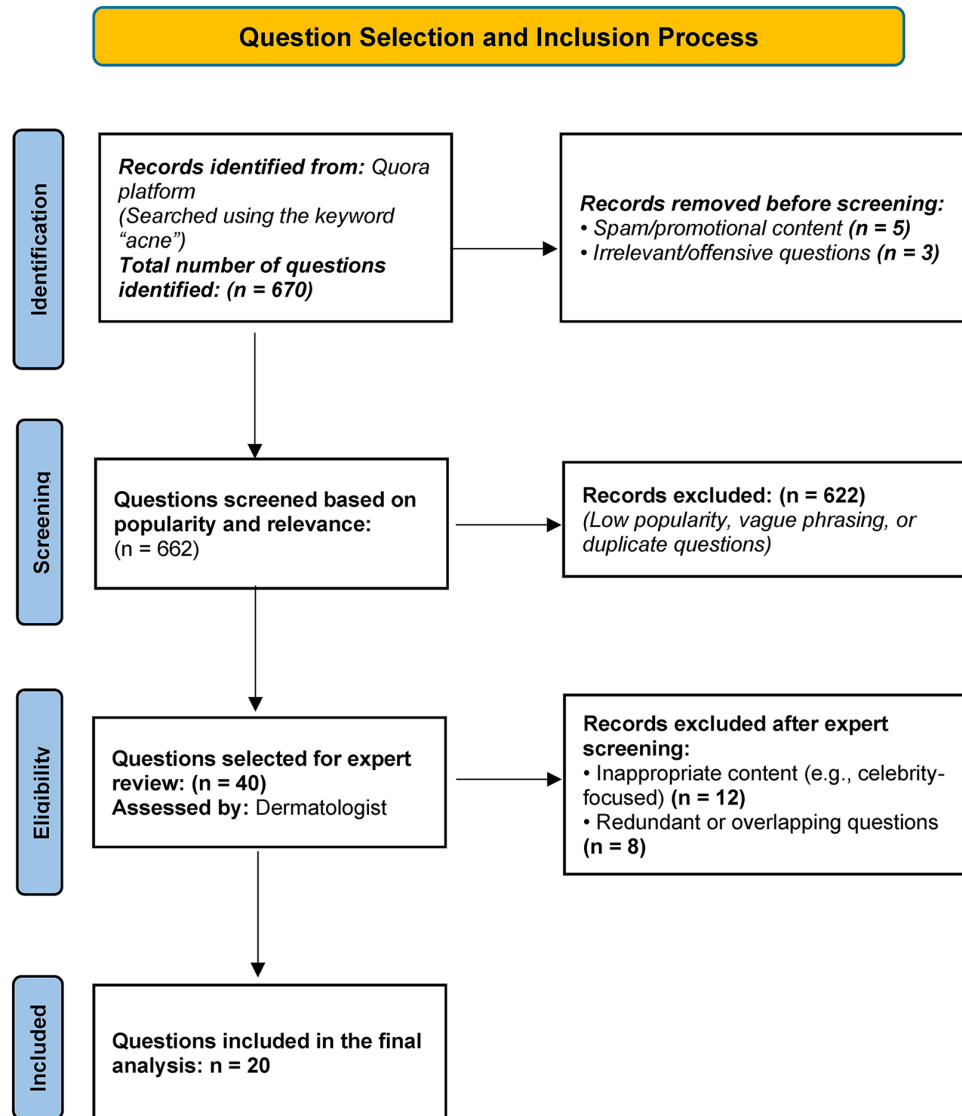 Question Selection and Inclusion Process
Identification
Records identified from: Quora
platform
(Searched using the keyword
“acne”)
Total number of questions
identified: (n = 670)
Records removed before screening:
• Spam/promotional content (n = 5)
• Irrelevant/offensive questions (n = 3)
Screening
Questions screened based on
popularity and relevance:
(n = 662)
Records excluded: (n = 622)
(Low popularity, vague phrasing, or
duplicate questions)
Eligibility
Questions selected for expert
review: (n = 40)
Assessed by: Dermatologist
Records excluded after expert
screening:
• Inappropriate content (e.g., celebrity-
focused) (n = 12)
• Redundant or overlapping questions
(n = 8)
Included
Questions included in the final
analysis: n = 20